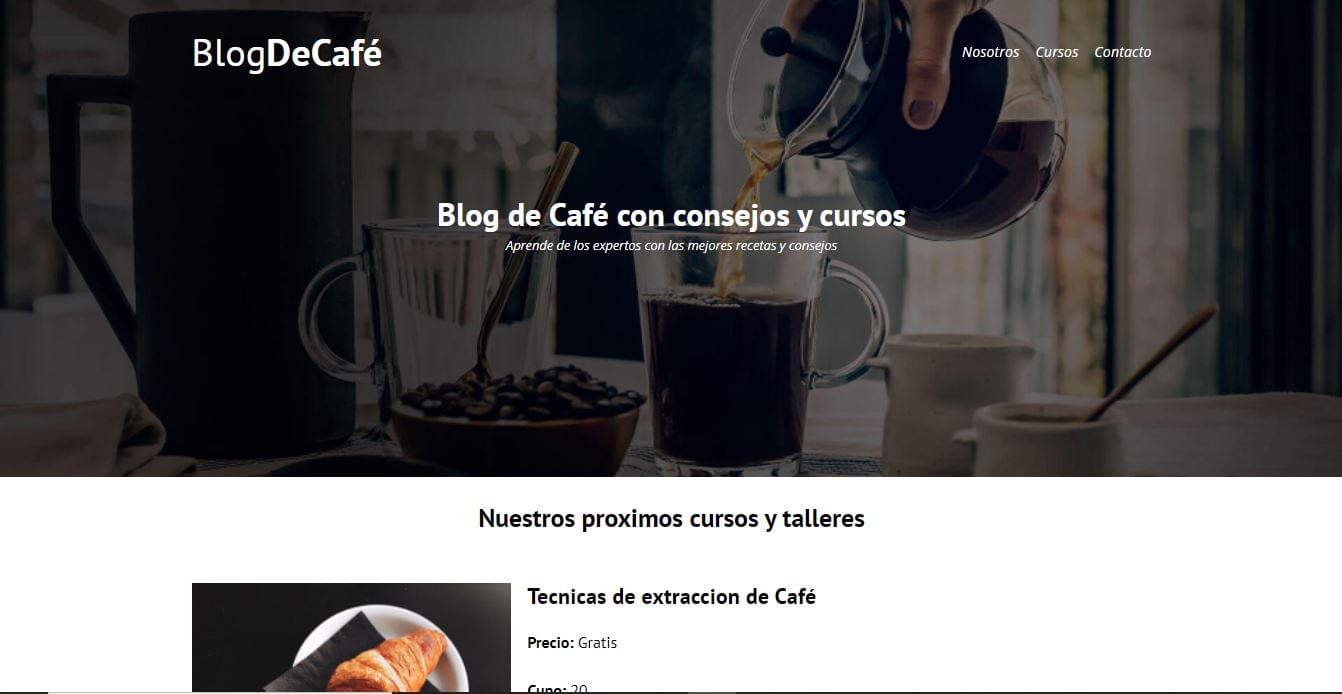 BlogDeCafé
Nosotros Cursos Contacto
Blog de Café con consejos y cursos
Aprende de los expertos con las mejores recetas y consejos
Nuestros proximos cursos y talleres
Tecnicas de extraccion de Café
Precio: Gratis
Cupo: 20